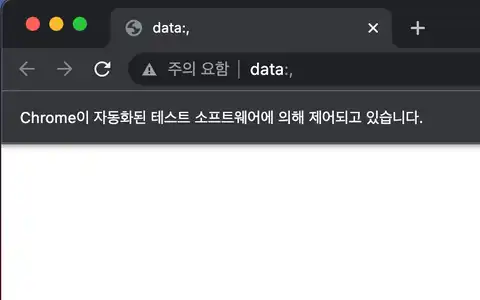 data:,
주의 요함 | data:,
Chrome이 자동화된 테스트 소프트웨어에 의해 제어되고 있습니다.